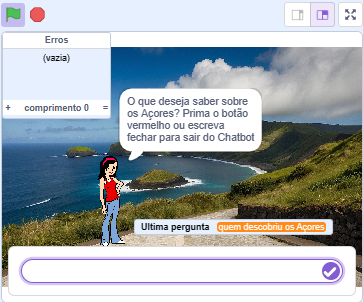 Erros
(vazia)
+ comprimento 0 =
O que deseja saber sobre
os Açores? Prima o botão
vermelho ou escreva
fechar para sair do Chatbot
Ultima pergunta quem descobriu os Açores